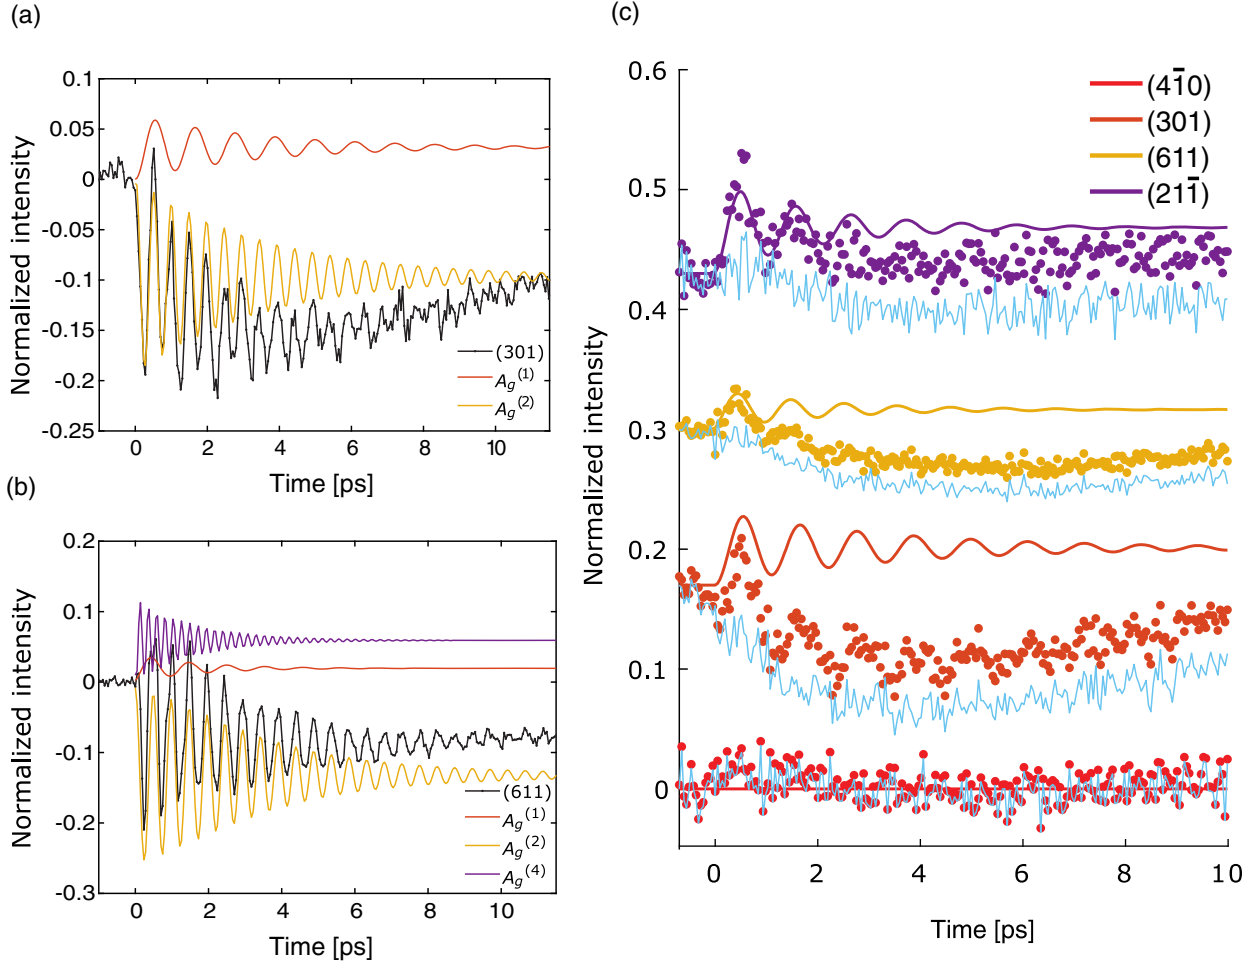 (a)
0.1
0.05
0
-0.05
-0.1
-0.15
-0.2
-0.25
Normalized intensity
0 2 4 6 8 10
Time [ps]
(301)
Ag(1)
Ag(2)
(b)
0.2
0.1
0
-0.1
-0.2
-0.3
Normalized intensity
0 2 4 6 8 10
Time [ps]
(611)
Ag(1)
Ag(2)
Ag(4)
(c)
0.6
0.5
0.4
0.3
0.2
0.1
0
Normalized intensity
0 2 4 6 8 10
Time [ps]
(41̄0)
(301)
(611)
(211̄)